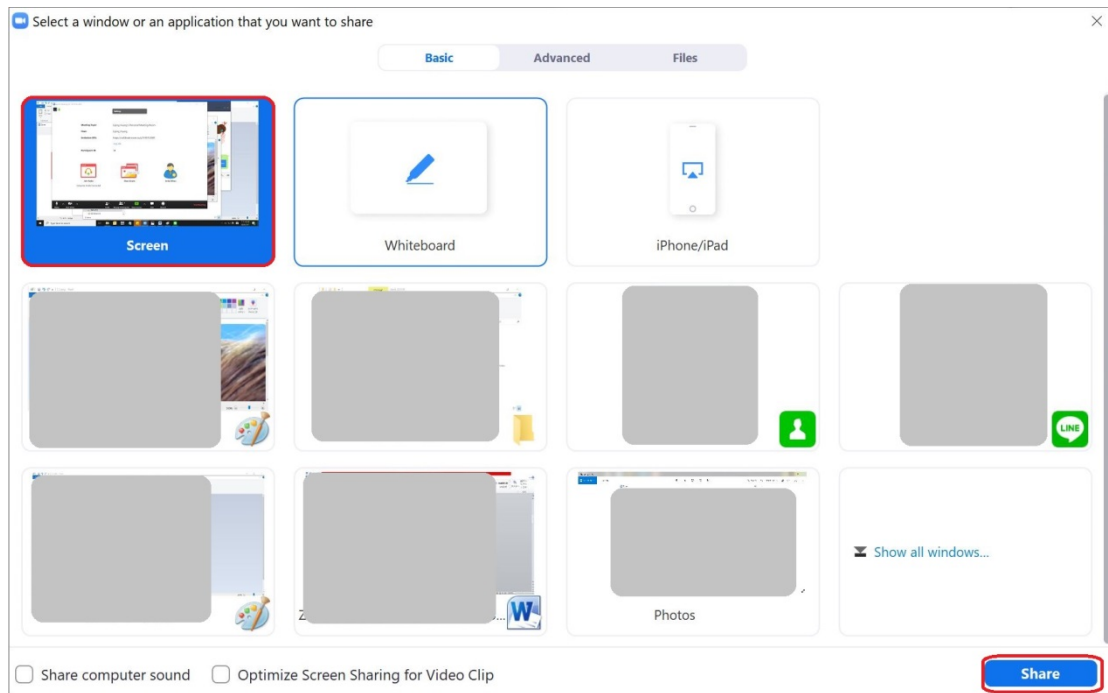 Select a window or an application that you want to share
Basic Advanced Files
Screen
Whiteboard
iPhone/iPad
LINE
W
Photos
Show all windows...
Share computer sound
Optimize Screen Sharing for Video Clip
Share